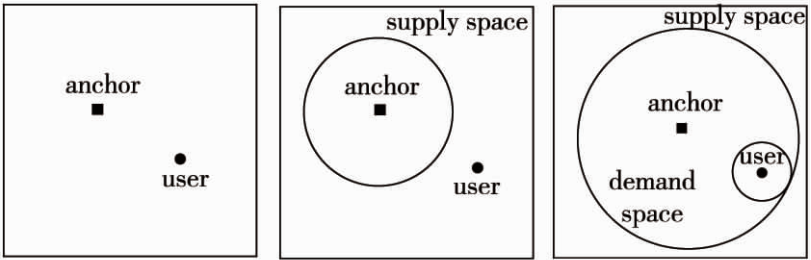 anchor
user
supply space
anchor
user
supply space
anchor
user
demand
space